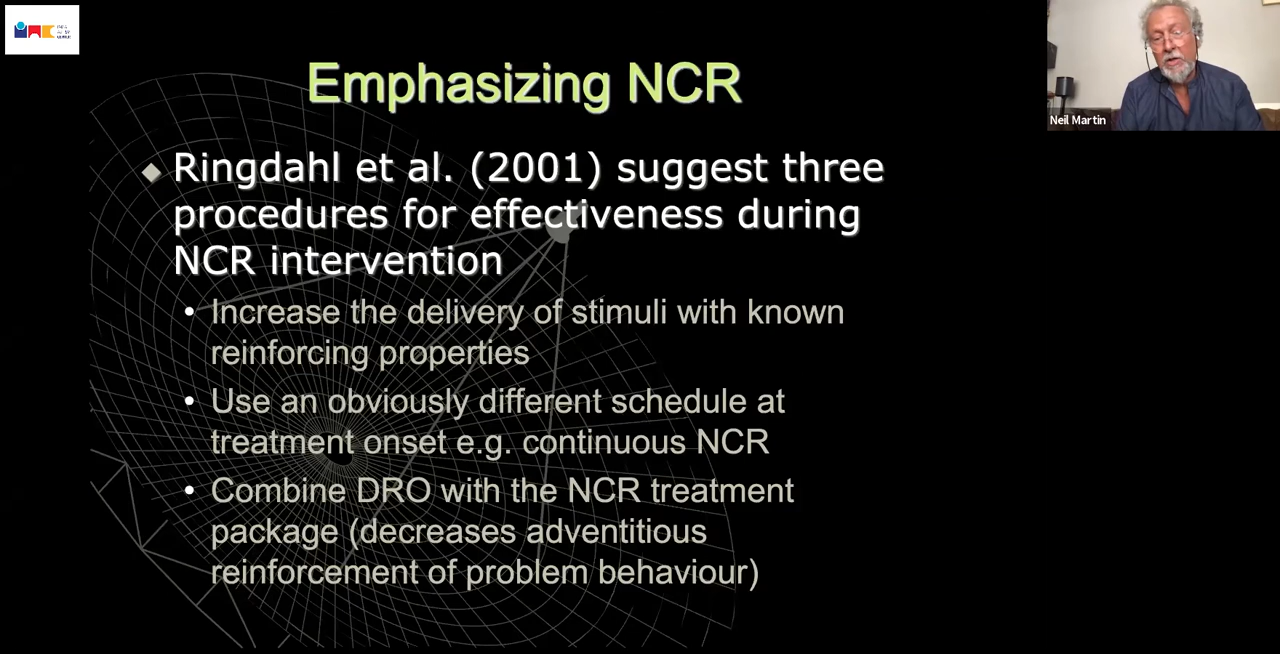 Emphasizing NCR
Neil Martin
Ringdahl et al. (2001) suggest three
procedures for effectiveness during
NCR intervention
Increase the delivery of stimuli with known
reinforcing properties
Use an obviously different schedule at
treatment onset e.g. continuous NCR
Combine DRO with the NCR treatment
package (decreases adventitious
reinforcement of problem behaviour)